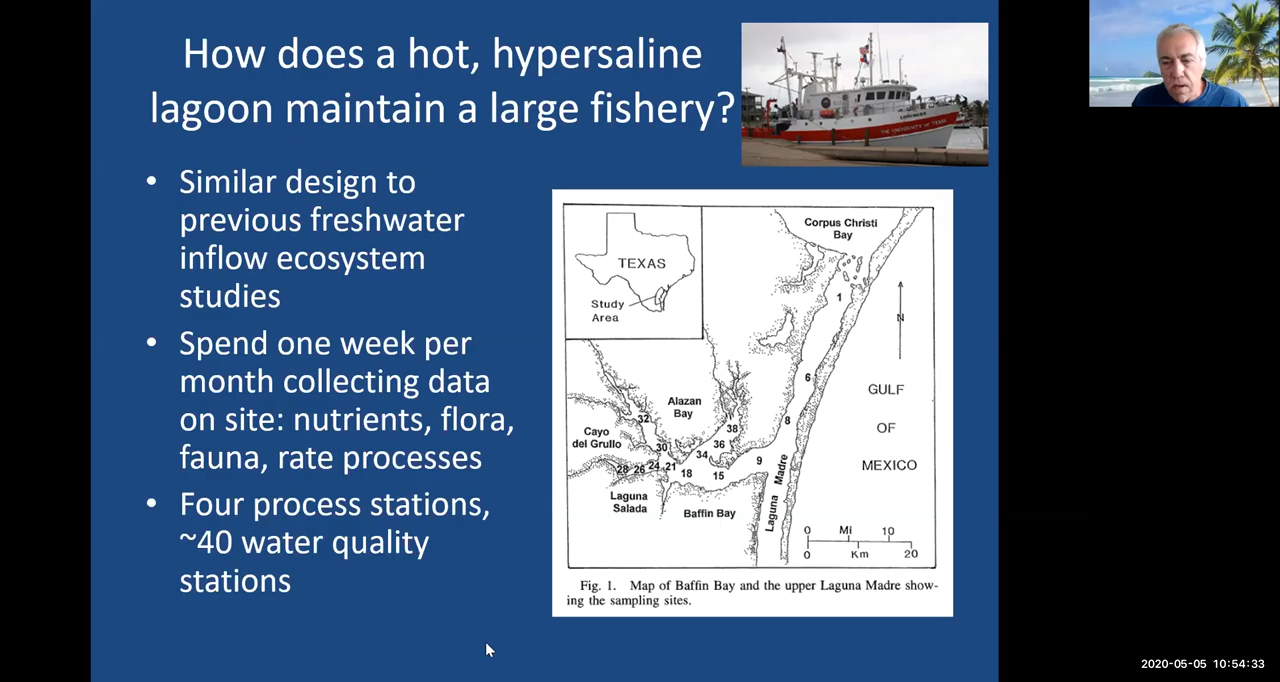 How does a hot, hypersaline
lagoon maintain a large fishery?
THE UNIVERSITY OF TEXAS
• Similar design to
previous freshwater
inflow ecosystem
studies
• Spend one week per
month collecting data
on site: nutrients, flora,
fauna, rate processes
• Four process stations,
~40 water quality
stations
TEXAS
Study
Area
Corpus Christi
Bay
1
N
6
GULF
OF
MEXICO
8
Alazan
Bay
32
38
Cayo
del Grullo
30
36
34
9
28 26 24 21
18
15
Laguna Madre
Laguna
Salada
Baffin Bay
0 Mi 10
0 Km 20
Fig. 1. Map of Baffin Bay and the upper Laguna Madre show-
ing the sampling sites.
2020-05-05 10:54:33